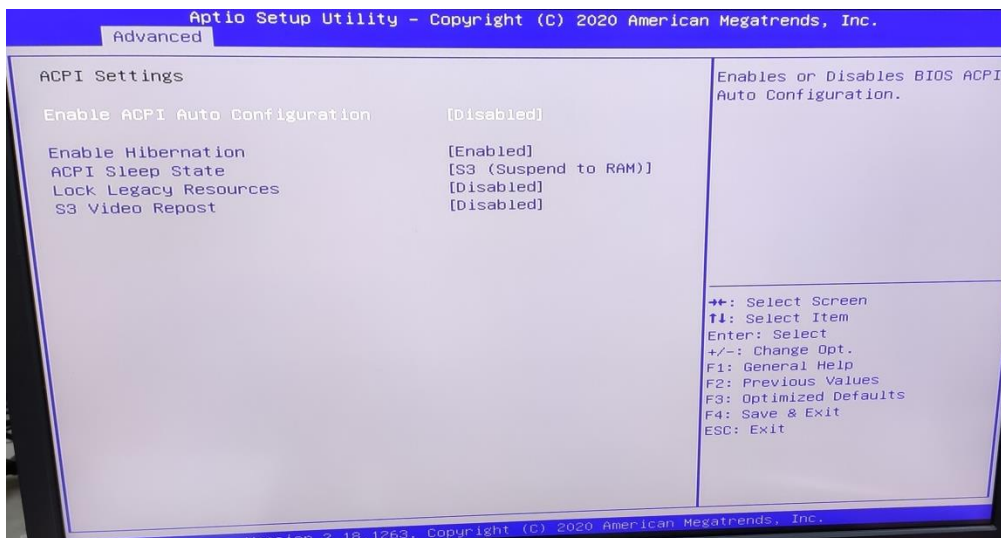 Aptio Setup Utility – Copyright (C) 2020 American Megatrends, Inc.
Advanced
ACPI Settings
Enable ACPI Auto Configuration [Disabled]
Enable Hibernation [Enabled]
ACPI Sleep State [S3 (Suspend to RAM)]
Lock Legacy Resources [Disabled]
S3 Video Repost [Disabled]
Enables or Disables BIOS ACPI
Auto Configuration.
→←: Select Screen
↑↓: Select Item
Enter: Select
+/-: Change Opt.
F1: General Help
F2: Previous Values
F3: Optimized Defaults
F4: Save & Exit
ESC: Exit
2.18.1263. Copyright (C) 2020 American Megatrends, Inc.